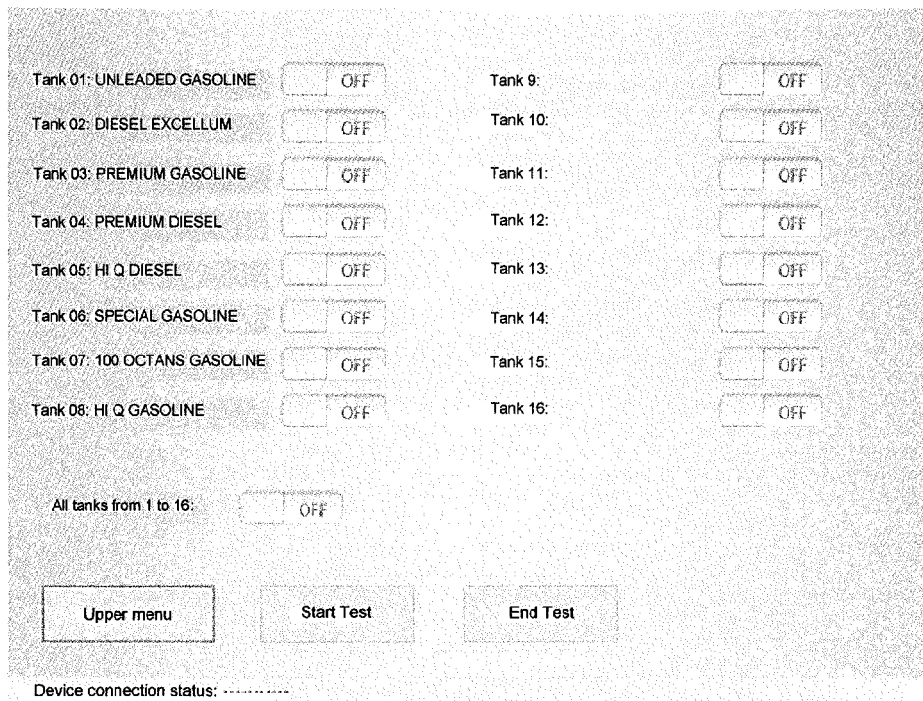 Tank 01: UNLEADED GASOLINE OFF Tank 9: OFF
Tank 02: DIESEL EXCELLUM OFF Tank 10: OFF
Tank 03: PREMIUM GASOLINE OFF Tank 11: OFF
Tank 04: PREMIUM DIESEL OFF Tank 12: OFF
Tank 05: HI Q DIESEL OFF Tank 13: OFF
Tank 06: SPECIAL GASOLINE OFF Tank 14: OFF
Tank 07: 100 OCTANS GASOLINE OFF Tank 15: OFF
Tank 08: HI Q GASOLINE OFF Tank 16: OFF
All tanks from 1 to 16: OFF
Upper menu Start Test End Test
Device connection status: ----------